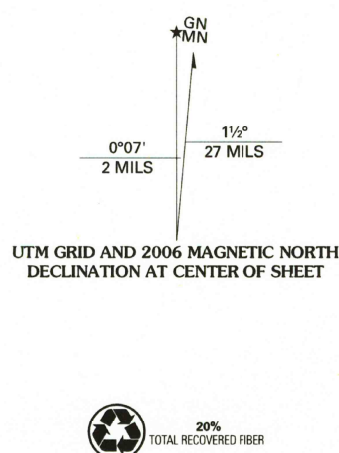 GN
MN
1½°
27 MILS
0°07'
2 MILS
UTM GRID AND 2006 MAGNETIC NORTH
DECLINATION AT CENTER OF SHEET
20%
TOTAL RECOVERED FIBER